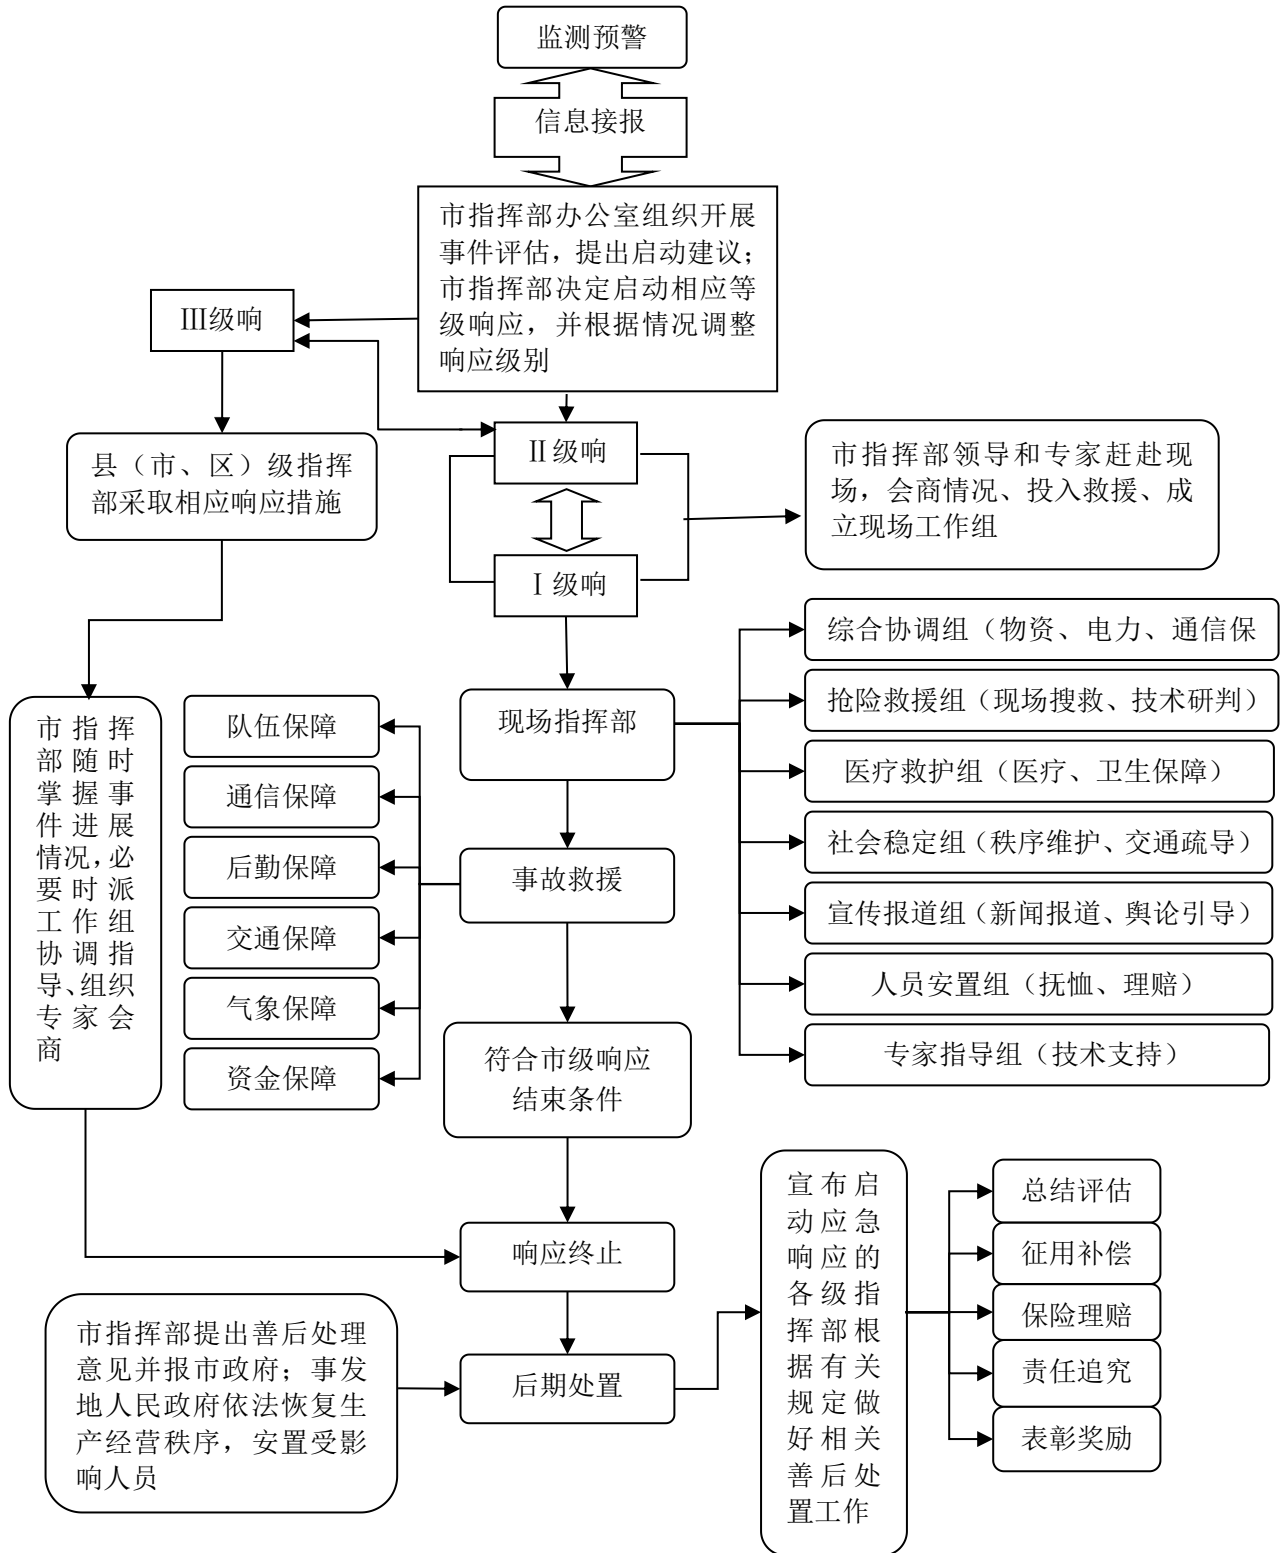 监测预警
信息接报
市指挥部办公室组织开展
事件评估，提出启动建议；
市指挥部决定启动相应等
级响应，并根据情况调整
响应级别
Ⅲ级响
Ⅱ级响
县（市、区）级指挥
部采取相应响应措施
市指挥部领导和专家赶赴现
场，会商情况、投入救援、成
立现场工作组
Ⅰ级响
综合协调组（物资、电力、通信保
抢险救援组（现场搜救、技术研判）
医疗救护组（医疗、卫生保障）
社会稳定组（秩序维护、交通疏导）
宣传报道组（新闻报道、舆论引导）
人员安置组（抚恤、理赔）
专家指导组（技术支持）
现场指挥部
队伍保障
通信保障
后勤保障
交通保障
气象保障
资金保障
市指挥
部随时
掌握事
件进展
情况，必
要时派
工作组
协调指
导、组织
专家会
商
事故救援
符合市级响应
结束条件
响应终止
市指挥部提出善后处理
意见并报市政府；事发
地人民政府依法恢复生
产经营秩序，安置受影
响人员
后期处置
宣布启
动应急
响应的
各级指
挥部根
据有关
规定做
好相关
善后处
置工作
总结评估
征用补偿
保险理赔
责任追究
表彰奖励